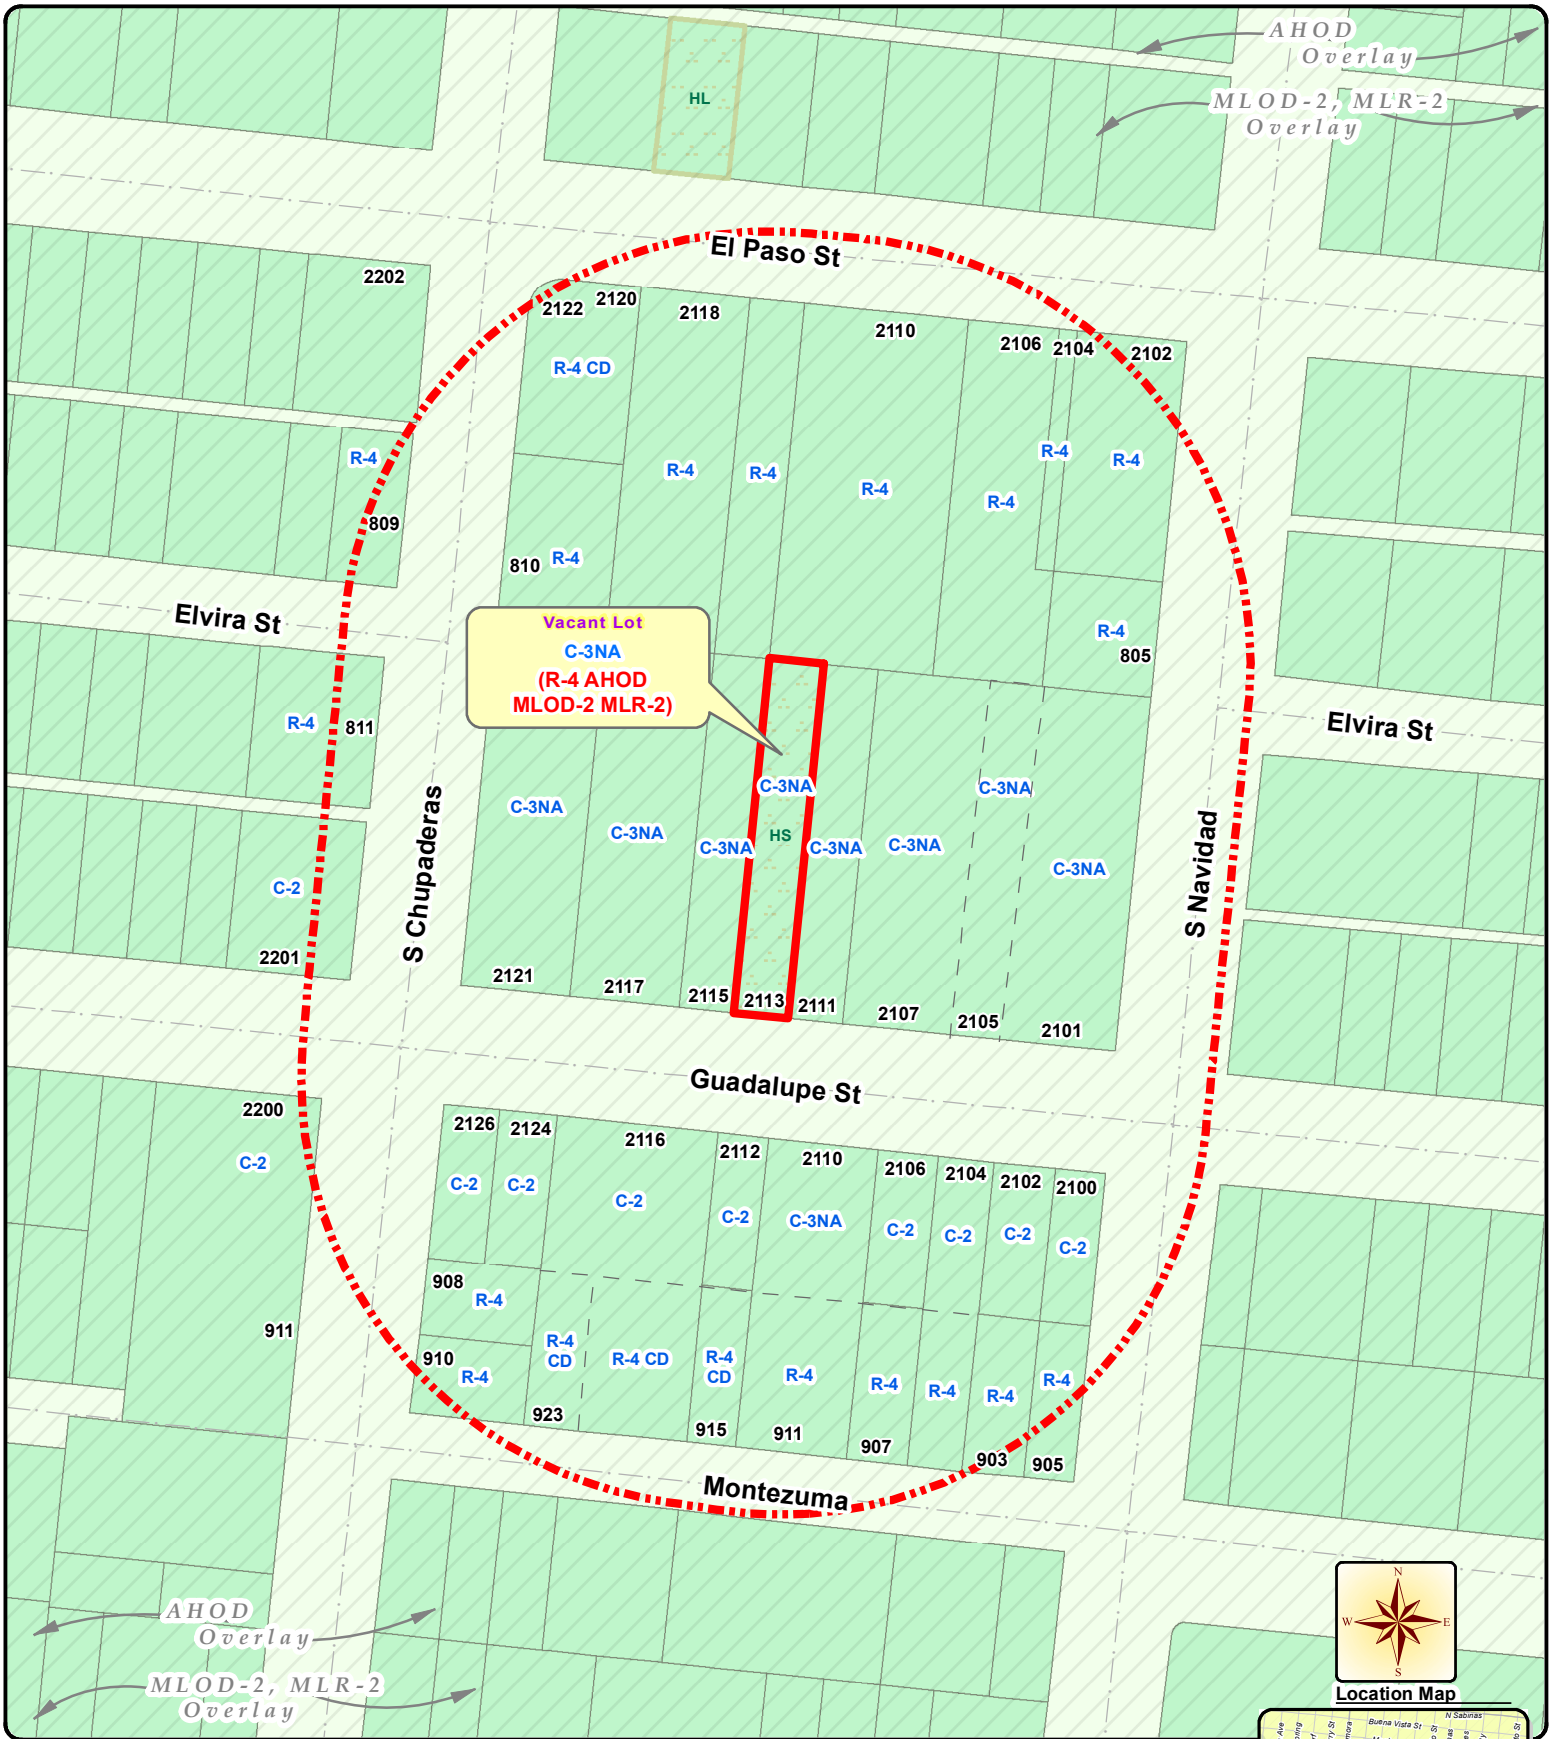 AHOD
Overlay
MLOD-2, MLR-2
Overlay
HL
El Paso St
2202
2122
2120
2118
2110
2106
2104
2102
R-4 CD
R-4
R-4
R-4
R-4
R-4
R-4
R-4
809
810
R-4
Elvira St
Vacant Lot
C-3NA
(R-4 AHOD
MLOD-2 MLR-2)
R-4
805
R-4
811
Elvira St
C-3NA
C-3NA
C-3NA
C-3NA
C-3NA
HS
C-3NA
C-3NA
C-3NA
S Chupaderas
S Navidad
C-2
2201
2121
2117
2115
2113
2111
2107
2105
2101
Guadalupe St
2200
C-2
2126
2124
2116
2112
2110
2106
2104
2102
2100
C-2
C-2
C-2
C-2
C-3NA
C-2
C-2
C-2
C-2
908
R-4
911
910
R-4
R-4
CD
R-4 CD
R-4
CD
R-4
R-4
R-4
R-4
R-4
923
915
911
907
903
905
Montezuma
AHOD
Overlay
MLOD-2, MLR-2
Overlay
N
W
E
S
Location Map
N Sabinas
Buena Vista St
Ave